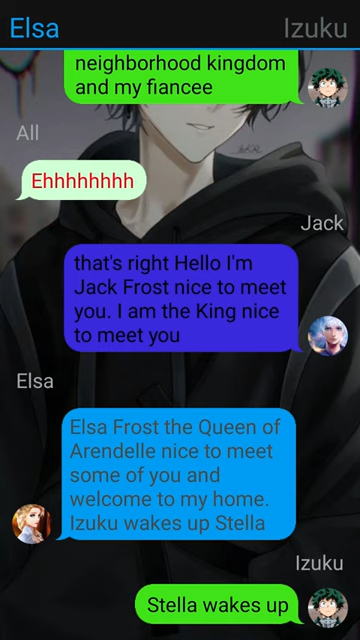 Elsa Izuku
neighborhood kingdom
and my fiancee
All
Ehhhhhhhh
Jack
that's right Hello I'm
Jack Frost nice to meet
you. I am the King nice
to meet you
Elsa
Elsa Frost the Queen of
Arendelle nice to meet
some of you and
welcome to my home.
Izuku wakes up Stella
Izuku
Stella wakes up